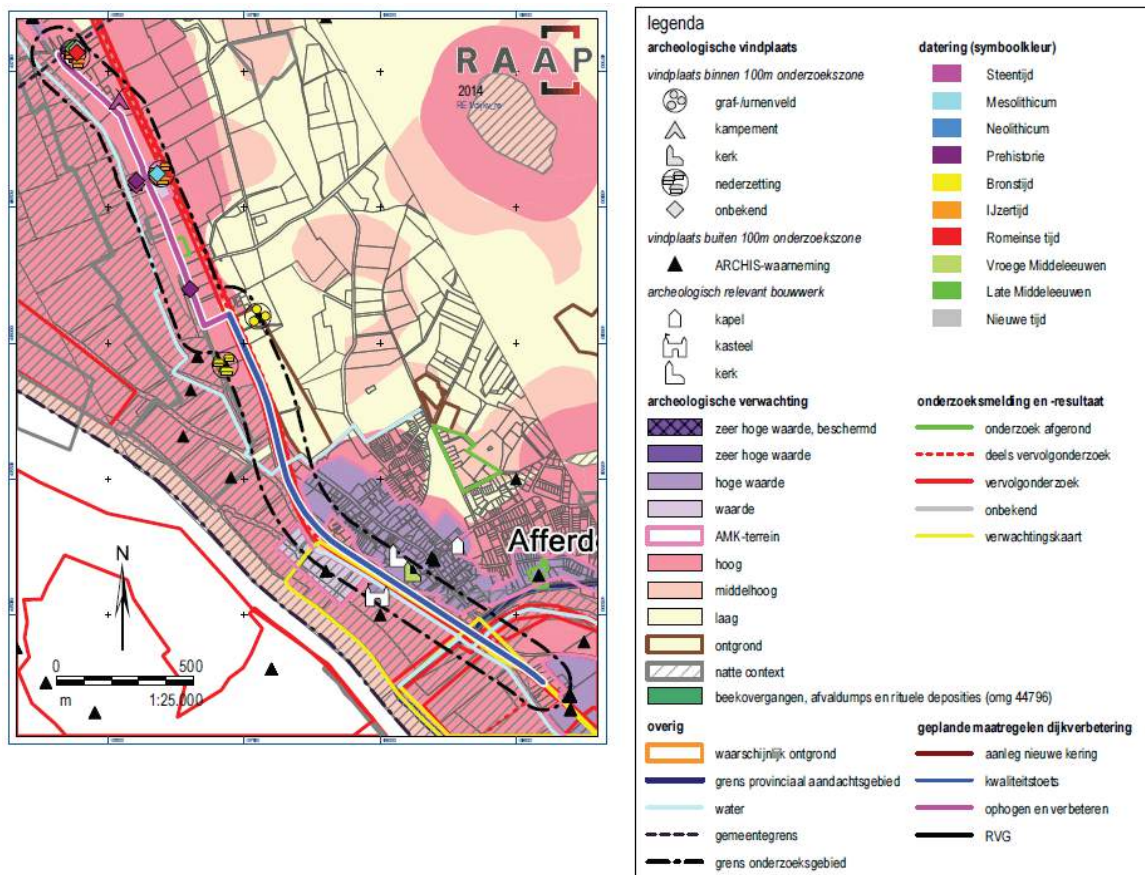 RAAP
2014
Afferd
N
0 500
m 1:25.000
legenda
archeologische vindplaats
vindplaats binnen 100m onderzoekszone
graf-/urnenveld
kampement
kerk
nederzetting
onbekend
vindplaats buiten 100m onderzoekszone
ARCHIS-waarneming
archeologisch relevant bouwwerk
kapel
kasteel
kerk
datering (symboolkleur)
Steentijd
Mesolithicum
Neolithicum
Prehistorie
Bronstijd
IJzertijd
Romeinse tijd
Vroege Middeleeuwen
Late Middeleeuwen
Nieuwe tijd
archeologische verwachting
zeer hoge waarde, beschermd
zeer hoge waarde
hoge waarde
waarde
AMK-terrein
hoog
middelhoog
laag
ontgrond
natte context
beekovergangen, afvaldumps en rituele deposities (omg 44796)
onderzoeksmelding en -resultaat
onderzoek afgerond
deels vervolgonderzoek
vervolgonderzoek
onbekend
verwachtingskaart
overig
waarschijnlijk ontgrond
grens provinciaal aandachtsgebied
water
gemeentegrens
grens onderzoeksgebied
geplande maatregelen dijkverbetering
aanleg nieuwe kering
kwaliteitstoets
ophogen en verbeteren
RVG